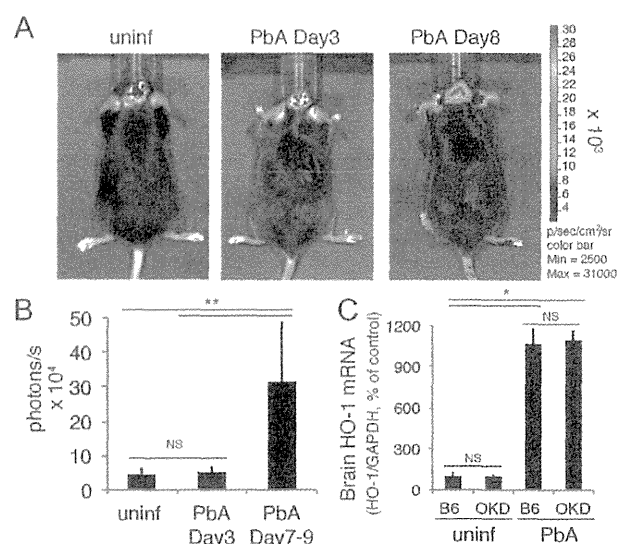 A
uninf
PbA Day3
PbA Day8
30
28
26
24
22
20
18
16
14
12
10
8
6
4
x 10³
p/sec/cm²/sr
color bar
Min = 2500
Max = 31000
B
photons/s
x 10⁴
50
40
30
20
10
0
**
NS
uninf
PbA
Day3
PbA
Day7-9
C
Brain HO-1 mRNA
(HO-1/GAPDH, % of control)
1200
900
600
300
0
*
NS
NS
B6
OKD
B6
OKD
uninf
PbA